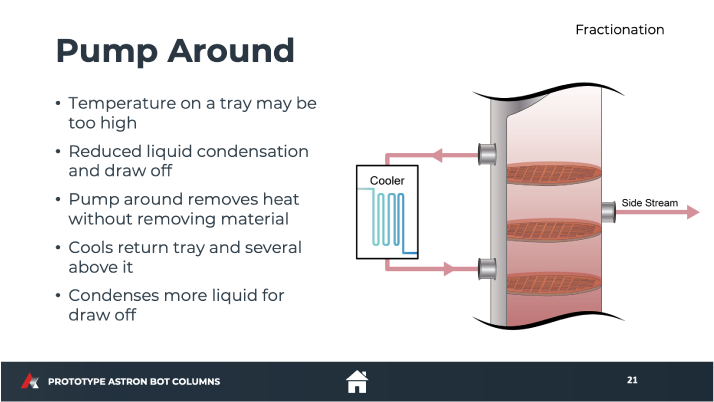 Fractionation
Pump Around
• Temperature on a tray may be
too high
• Reduced liquid condensation
and draw off
• Pump around removes heat
without removing material
• Cools return tray and several
above it
• Condenses more liquid for
draw off
Cooler
Side Stream
PROTOTYPE ASTRON BOT COLUMNS
21